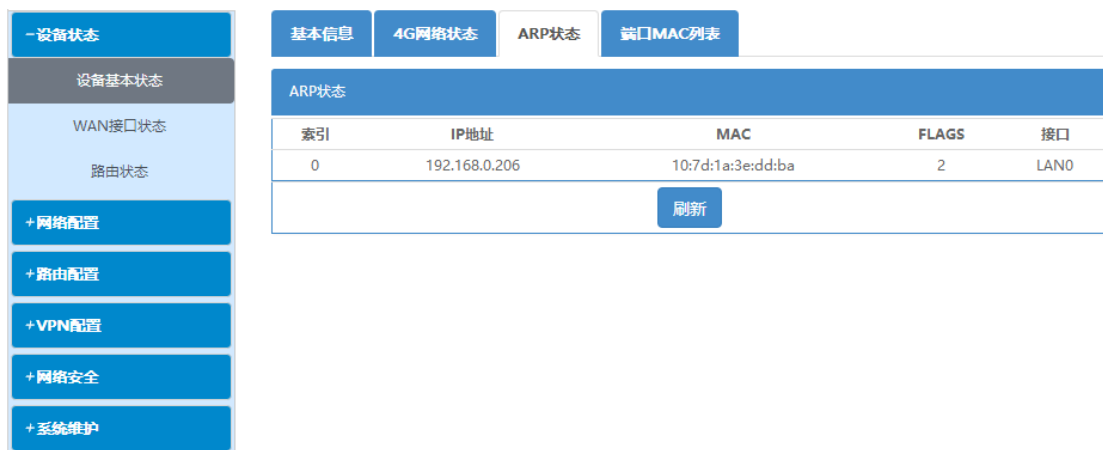 -设备状态
设备基本状态
WAN接口状态
路由状态
+网络配置
+路由配置
+VPN配置
+网络安全
+系统维护
基本信息 4G网络状态 ARP状态 端口MAC列表
ARP状态
索引 IP地址 MAC FLAGS 接口
0 192.168.0.206 10:7d:1a:3e:dd:ba 2 LAN0
刷新